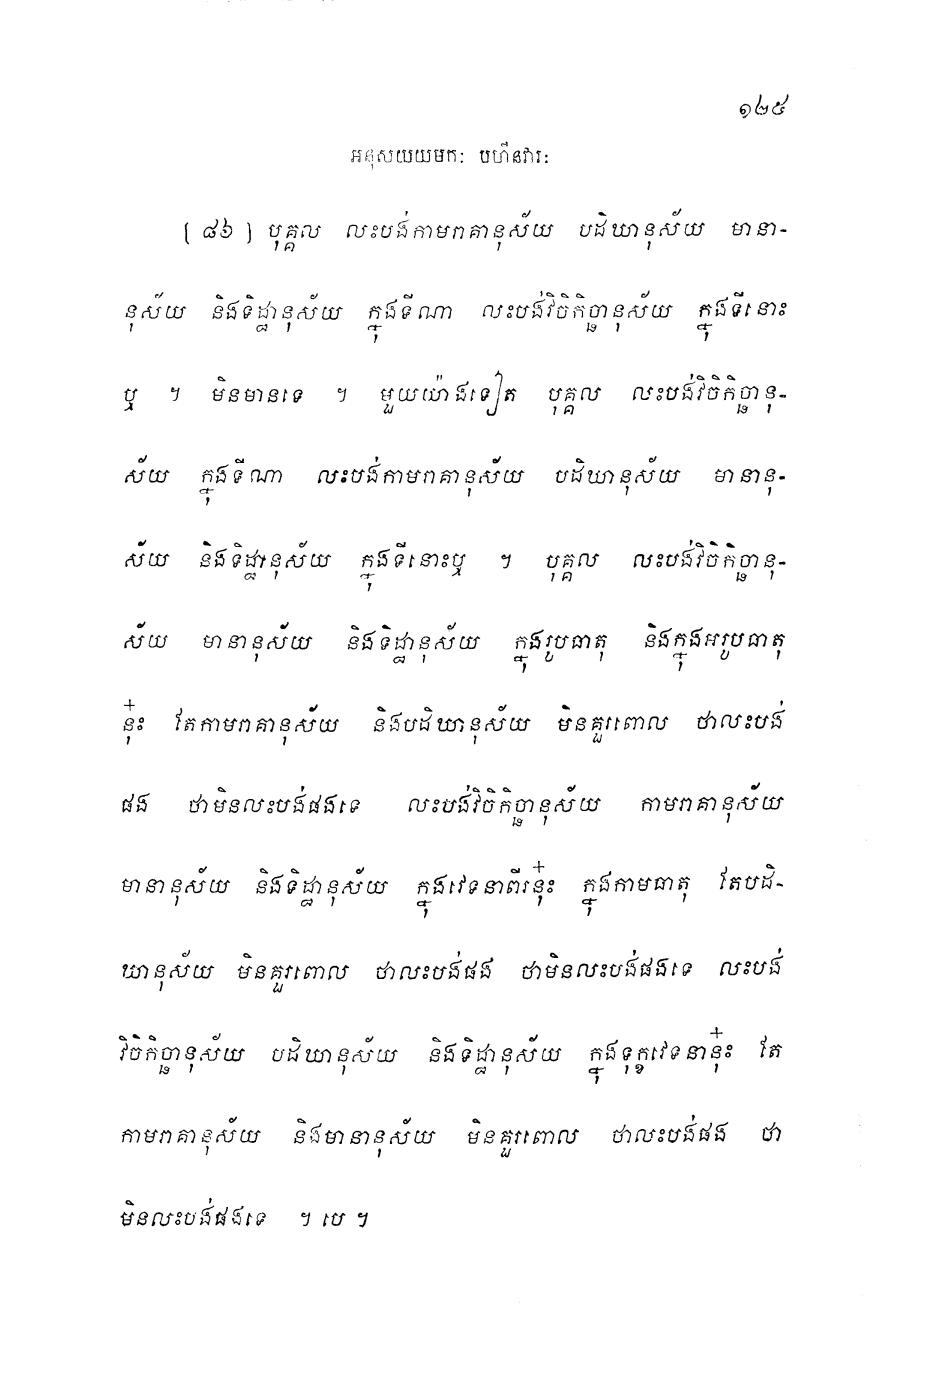 ១២៥
អនុសយយមកៈ បហីនវារៈ
[ ៨៦ ] បុគ្គល លះបង់កាមរាគានុស័យ បដិឃានុស័យ មានា-
នុស័យ និងទិដ្ឋានុស័យ ក្នុងទីណា លះបង់វិចិកិច្ឆានុស័យ ក្នុងទីនោះ
ឬ ។ មិនមានទេ ។ មួយយ៉ាងទៀត បុគ្គល លះបង់វិចិកិច្ឆានុ-
ស័យ ក្នុងទីណា លះបង់កាមរាគានុស័យ បដិឃានុស័យ មានានុ-
ស័យ និងទិដ្ឋានុស័យ ក្នុងទីនោះឬ ។ បុគ្គល លះបង់វិចិកិច្ឆានុ-
ស័យ មានានុស័យ និងទិដ្ឋានុស័យ ក្នុងរូបធាតុ និងក្នុងអរូបធាតុ
នុ៎ះ តែកាមរាគានុស័យ និងបដិឃានុស័យ មិនគួរពោល ថាលះបង់
ផង ថាមិនលះបង់ផងទេ លះបង់វិចិកិច្ឆានុស័យ កាមរាគានុស័យ
មានានុស័យ និងទិដ្ឋានុស័យ ក្នុងវេទនាពីរនុ៎ះ ក្នុងកាមធាតុ តែបដិ-
ឃានុស័យ មិនគួរពោល ថាលះបង់ផង ថាមិនលះបង់ផងទេ លះបង់
វិចិកិច្ឆានុស័យ បដិឃានុស័យ និងទិដ្ឋានុស័យ ក្នុងទុក្ខវេទនានុ៎ះ តែ
កាមរាគានុស័យ និងមានានុស័យ មិនគួរពោល ថាលះបង់ផង ថា
មិនលះបង់ផងទេ ។ បេ ។